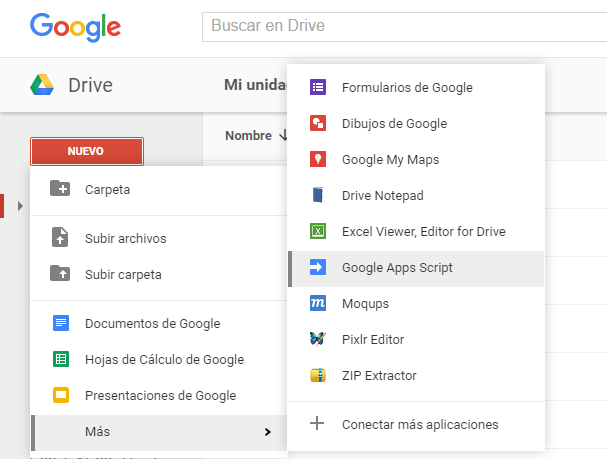 Google
Buscar en Drive
Drive
Mi unida
Nombre
NUEVO
Carpeta
Subir archivos
Subir carpeta
Documentos de Google
Hojas de Cálculo de Google
Presentaciones de Google
Más
Formularios de Google
Dibujos de Google
Google My Maps
Drive Notepad
Excel Viewer, Editor for Drive
Google Apps Script
Moqups
Pixlr Editor
ZIP Extractor
Conectar más aplicaciones